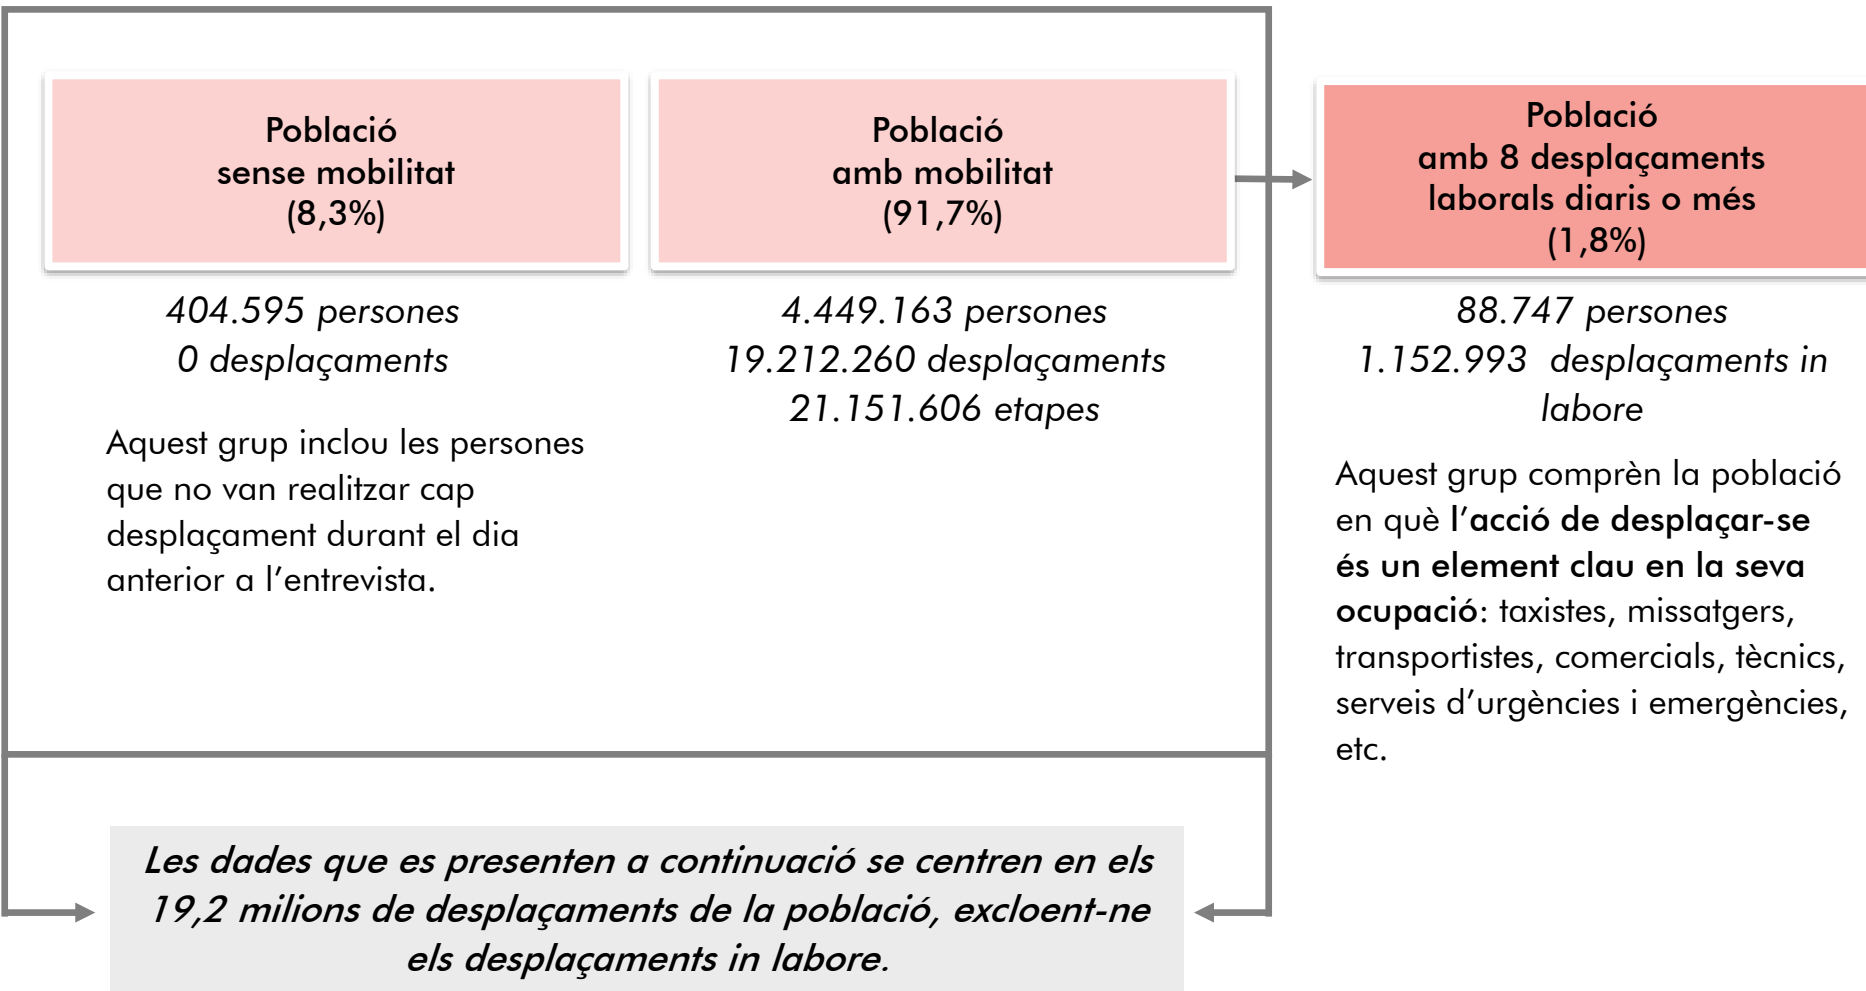 Població
sense mobilitat
(8,3%)
404.595 persones
0 desplaçaments
Aquest grup inclou les persones
que no van realitzar cap
desplaçament durant el dia
anterior a l’entrevista.
Població
amb mobilitat
(91,7%)
4.449.163 persones
19.212.260 desplaçaments
21.151.606 etapes
Població
amb 8 desplaçaments
laborals diaris o més
(1,8%)
88.747 persones
1.152.993 desplaçaments in
labore
Aquest grup comprèn la població
en què l’acció de desplaçar-se
és un element clau en la seva
ocupació: taxistes, missatgers,
transportistes, comercials, tècnics,
serveis d’urgències i emergències,
etc.
Les dades que es presenten a continuació se centren en els
19,2 milions de desplaçaments de la població, excloent-ne
els desplaçaments in labore.